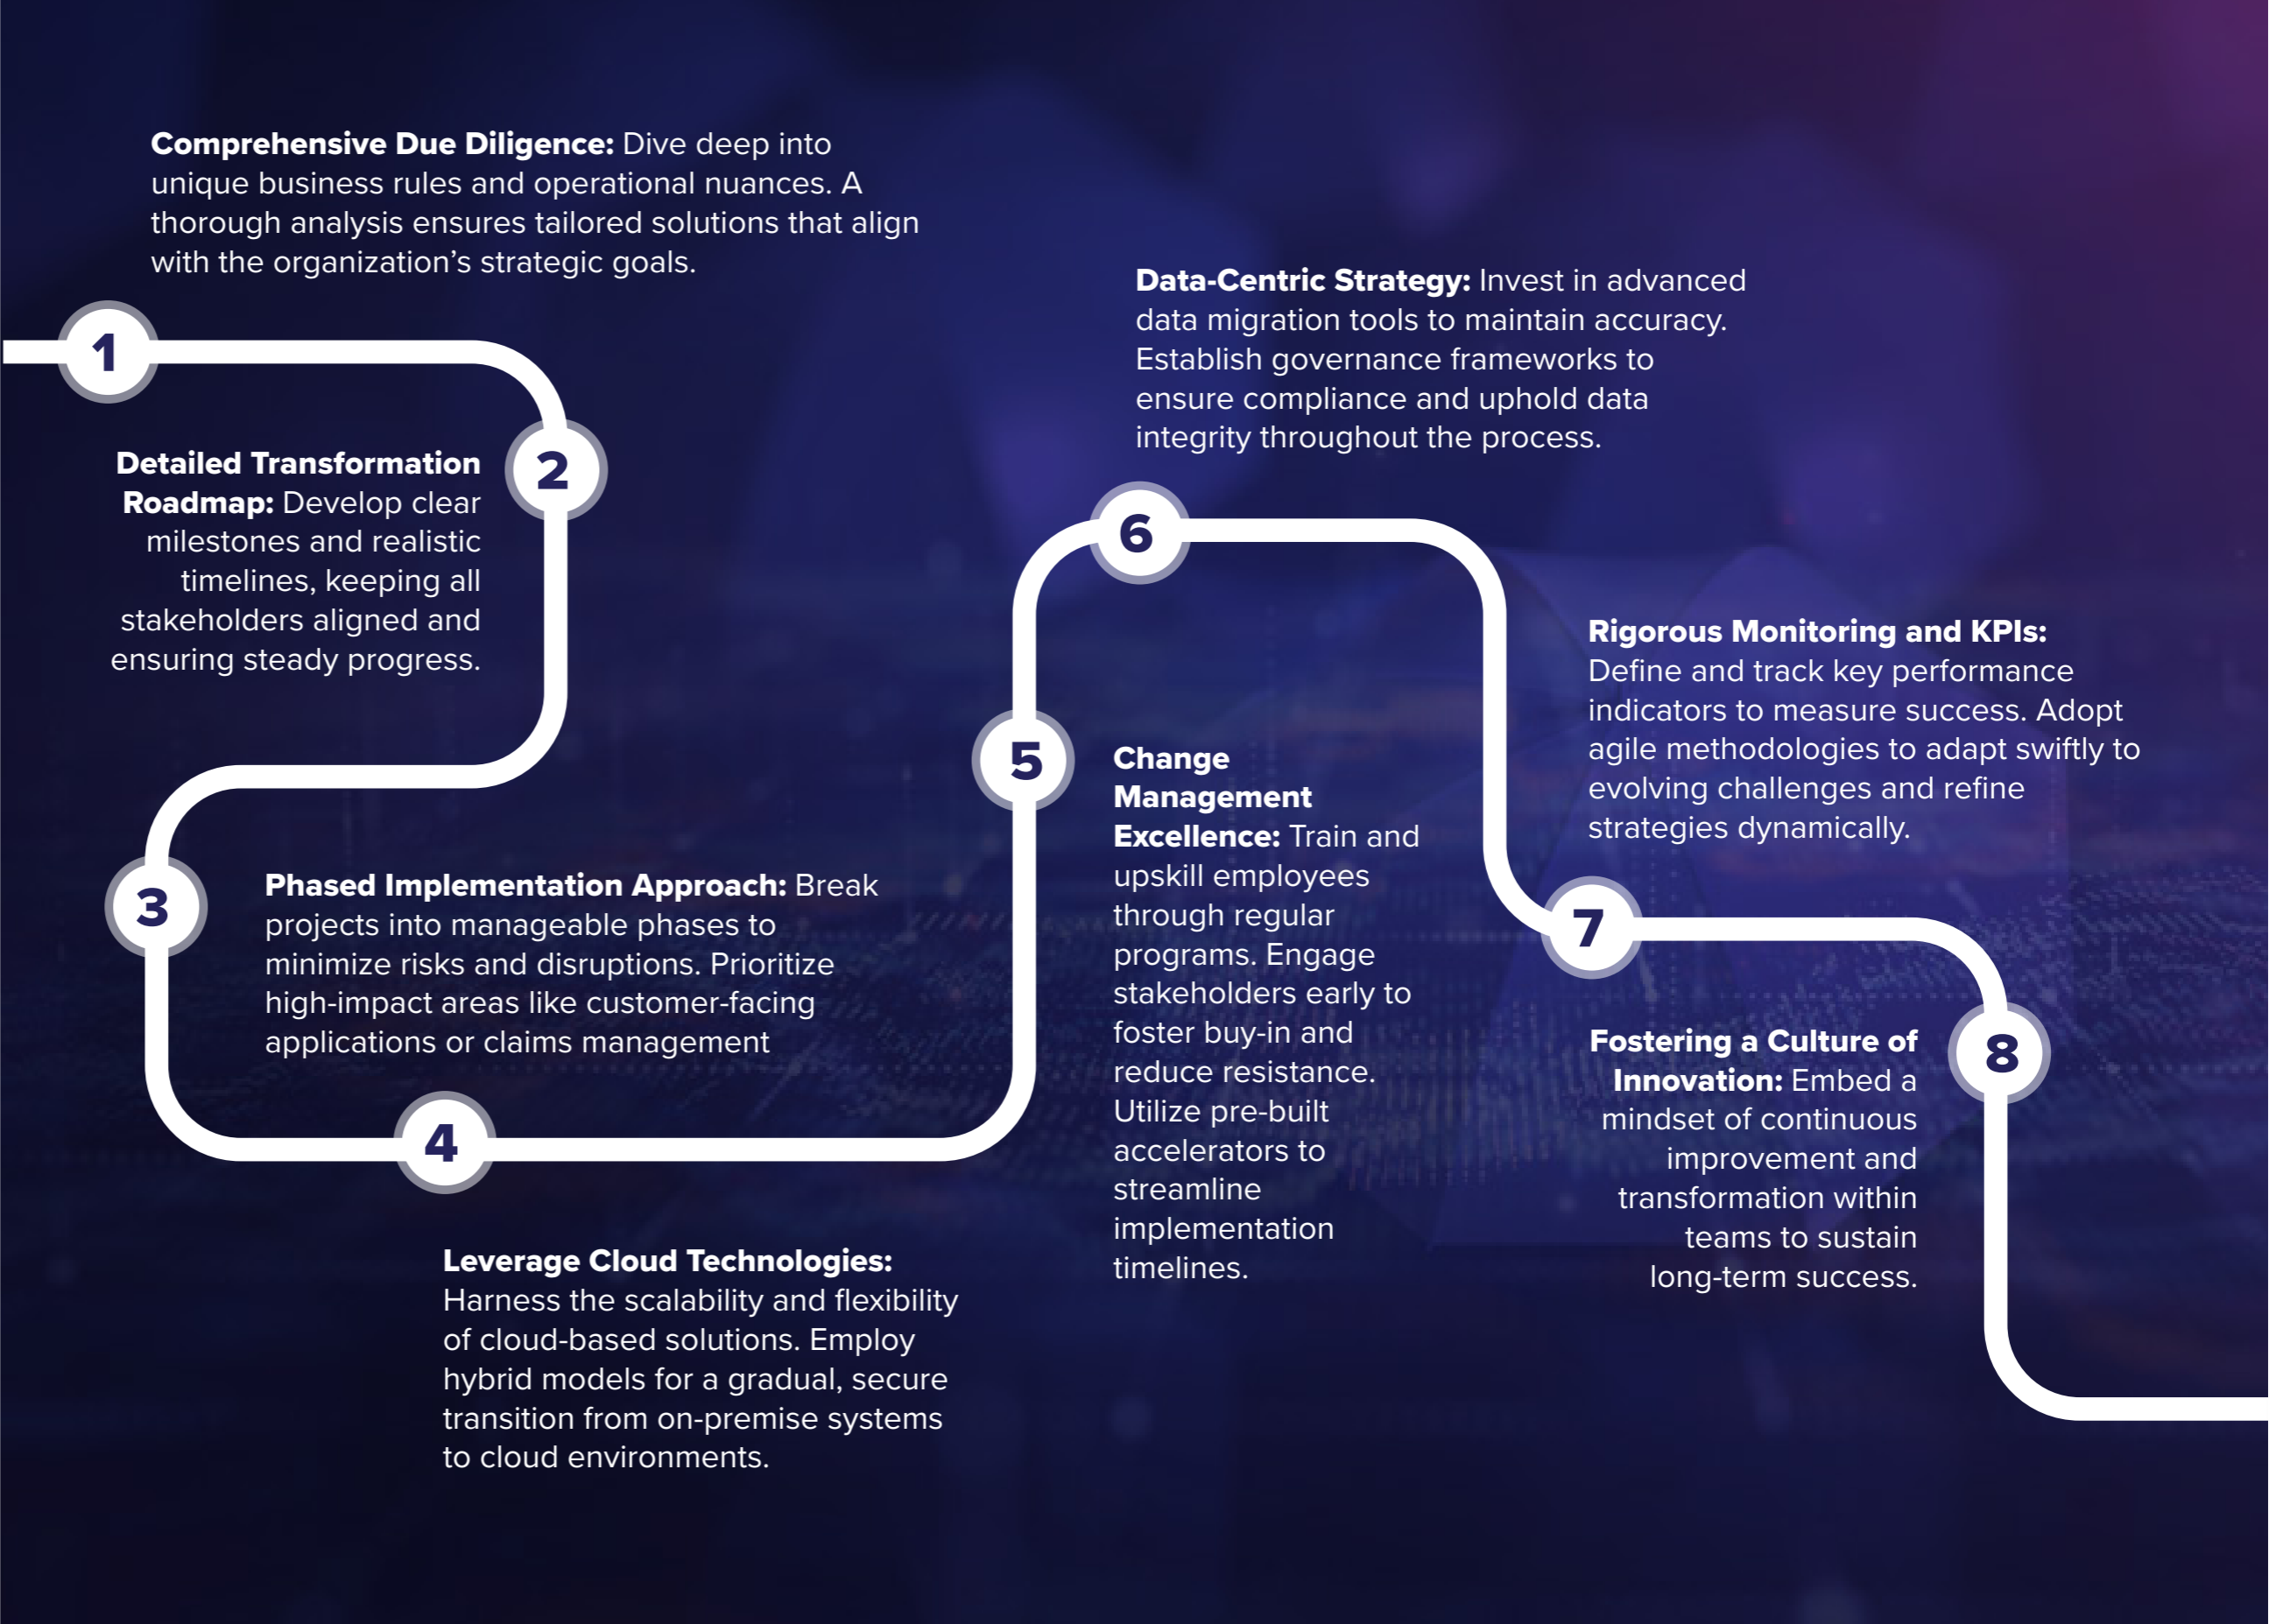 Comprehensive Due Diligence: Dive deep into
unique business rules and operational nuances. A
thorough analysis ensures tailored solutions that align
with the organization’s strategic goals.
1
2
Detailed Transformation
Roadmap: Develop clear
milestones and realistic
timelines, keeping all
stakeholders aligned and
ensuring steady progress.
3
Phased Implementation Approach: Break
projects into manageable phases to
minimize risks and disruptions. Prioritize
high-impact areas like customer-facing
applications or claims management
4
Leverage Cloud Technologies:
Harness the scalability and flexibility
of cloud-based solutions. Employ
hybrid models for a gradual, secure
transition from on-premise systems
to cloud environments.
5
Change
Management
Excellence: Train and
upskill employees
through regular
programs. Engage
stakeholders early to
foster buy-in and
reduce resistance.
Utilize pre-built
accelerators to
streamline
implementation
timelines.
Data-Centric Strategy: Invest in advanced
data migration tools to maintain accuracy.
Establish governance frameworks to
ensure compliance and uphold data
integrity throughout the process.
6
Rigorous Monitoring and KPIs:
Define and track key performance
indicators to measure success. Adopt
agile methodologies to adapt swiftly to
evolving challenges and refine
strategies dynamically.
7
8
Fostering a Culture of
Innovation: Embed a
mindset of continuous
improvement and
transformation within
teams to sustain
long-term success.